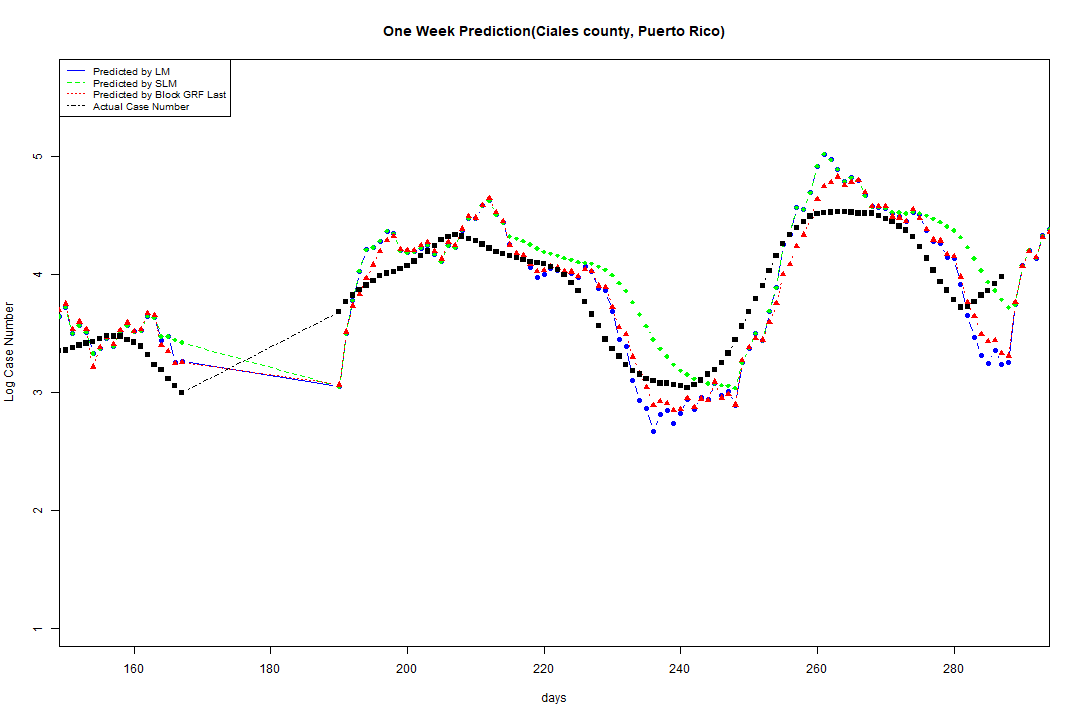 One Week Prediction(Ciales county, Puerto Rico)
Predicted by LM
Predicted by SLM
Predicted by Block GRF Last
Actual Case Number
5
4
3
2
1
Log Case Number
160 180 200 220 240 260 280
days